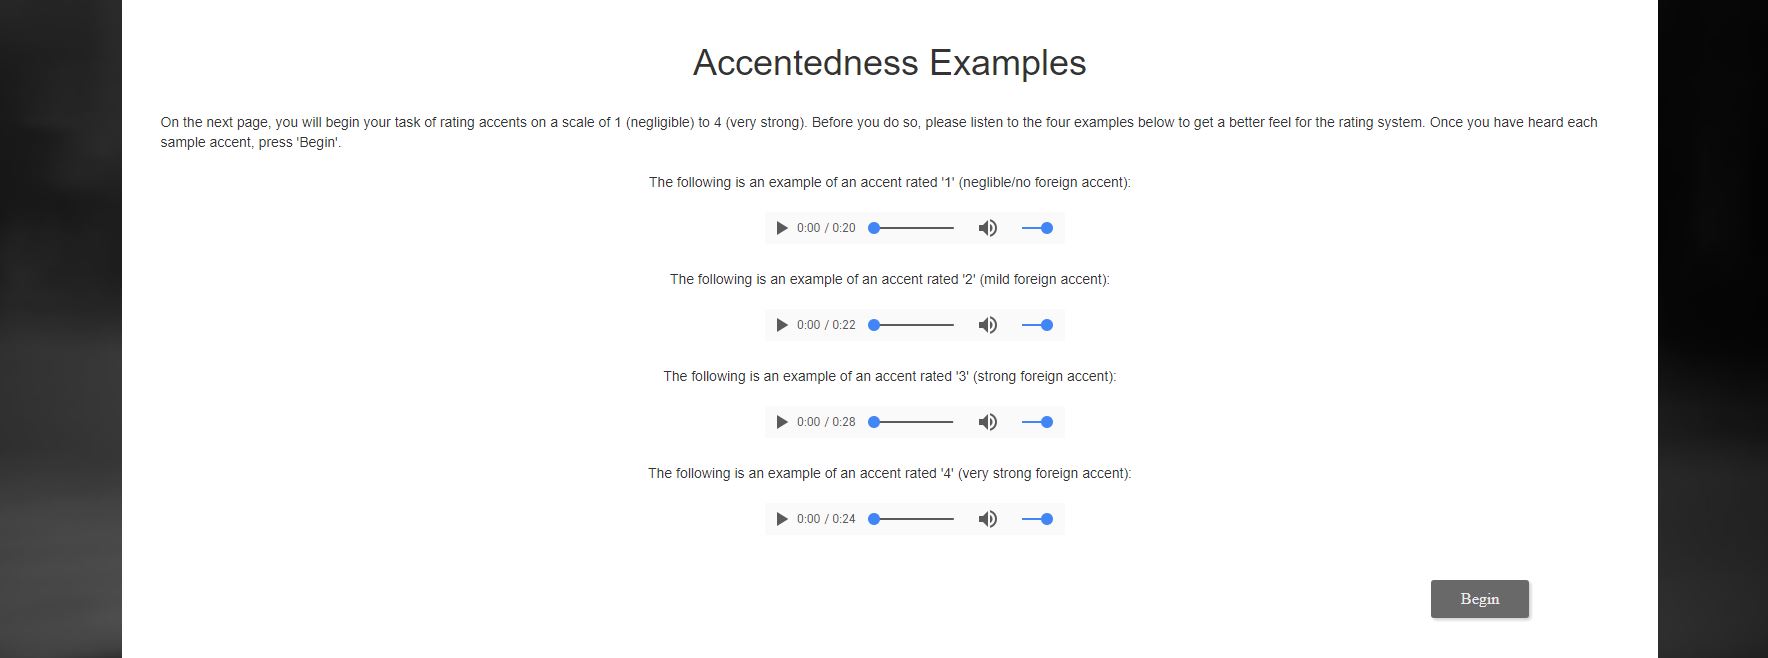 Accentedness Examples
On the next page, you will begin your task of rating accents on a scale of 1 (negligible) to 4 (very strong). Before you do so, please listen to the four examples below to get a better feel for the rating system. Once you have heard each
sample accent, press 'Begin'.
The following is an example of an accent rated '1' (neglible/no foreign accent):
0:00 / 0:20
The following is an example of an accent rated '2' (mild foreign accent):
0:00 / 0:22
The following is an example of an accent rated '3' (strong foreign accent):
0:00 / 0:28
The following is an example of an accent rated '4' (very strong foreign accent):
0:00 / 0:24
Begin